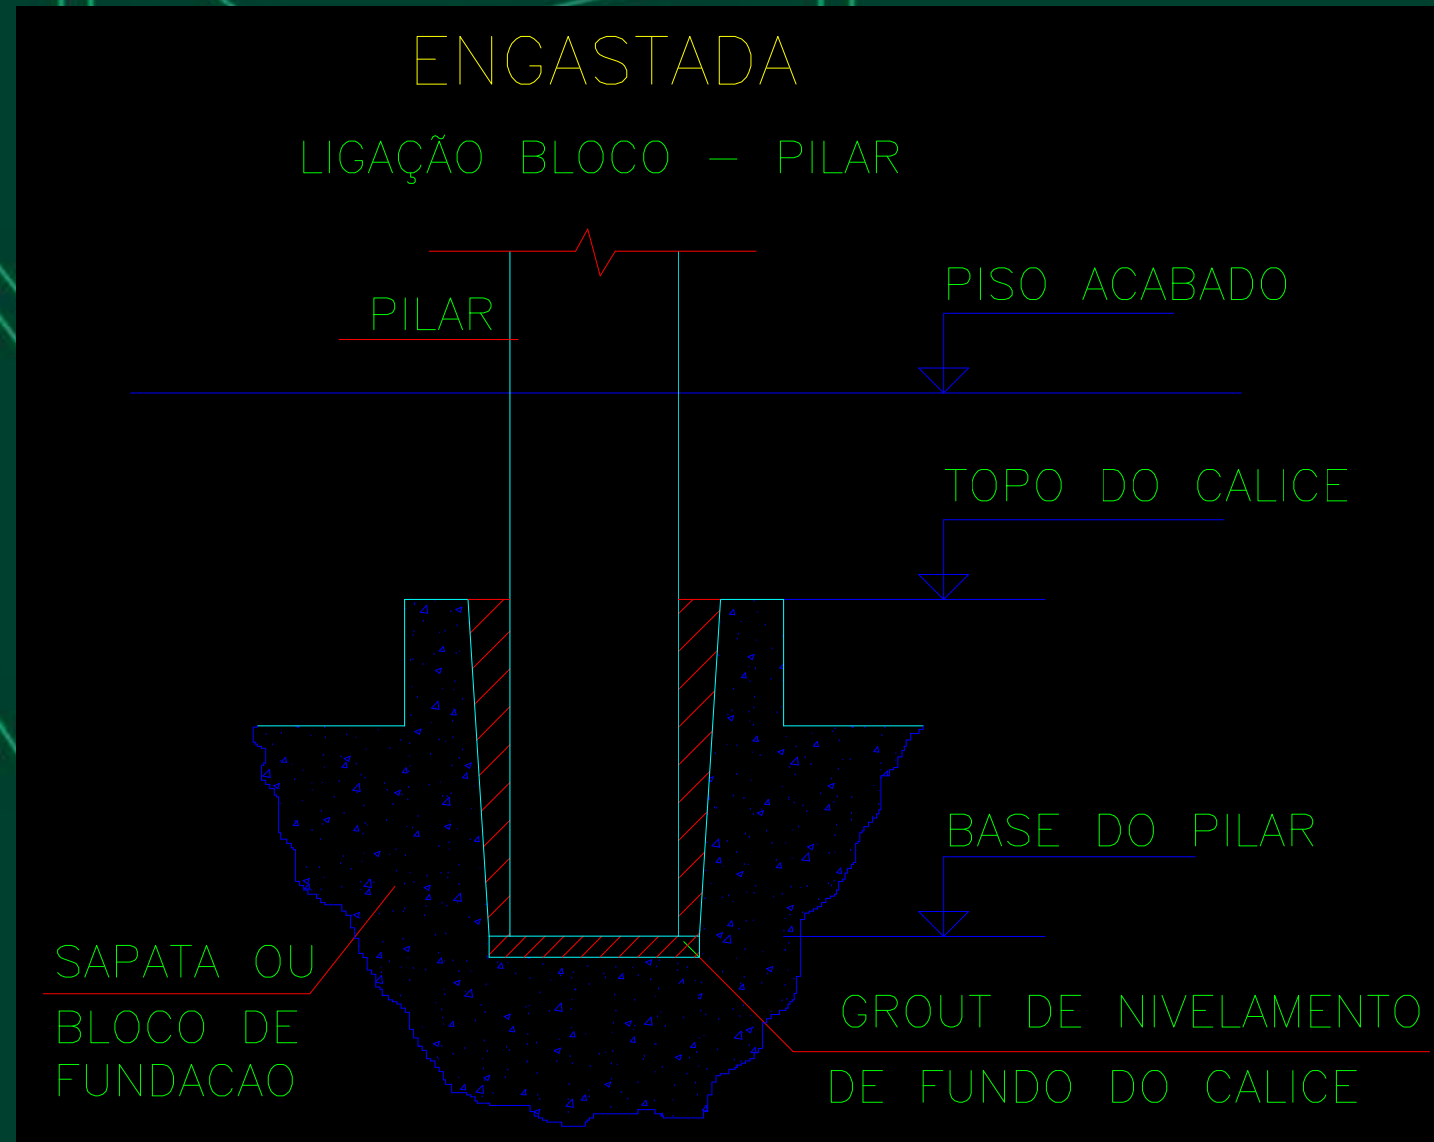 ENGASTADA
LIGAÇÃO BLOCO - PILAR
PILAR
PISO ACABADO
TOPO DO CALICE
BASE DO PILAR
SAPATA OU
BLOCO DE
FUNDACAO
GROUT DE NIVELAMENTO
DE FUNDO DO CALICE